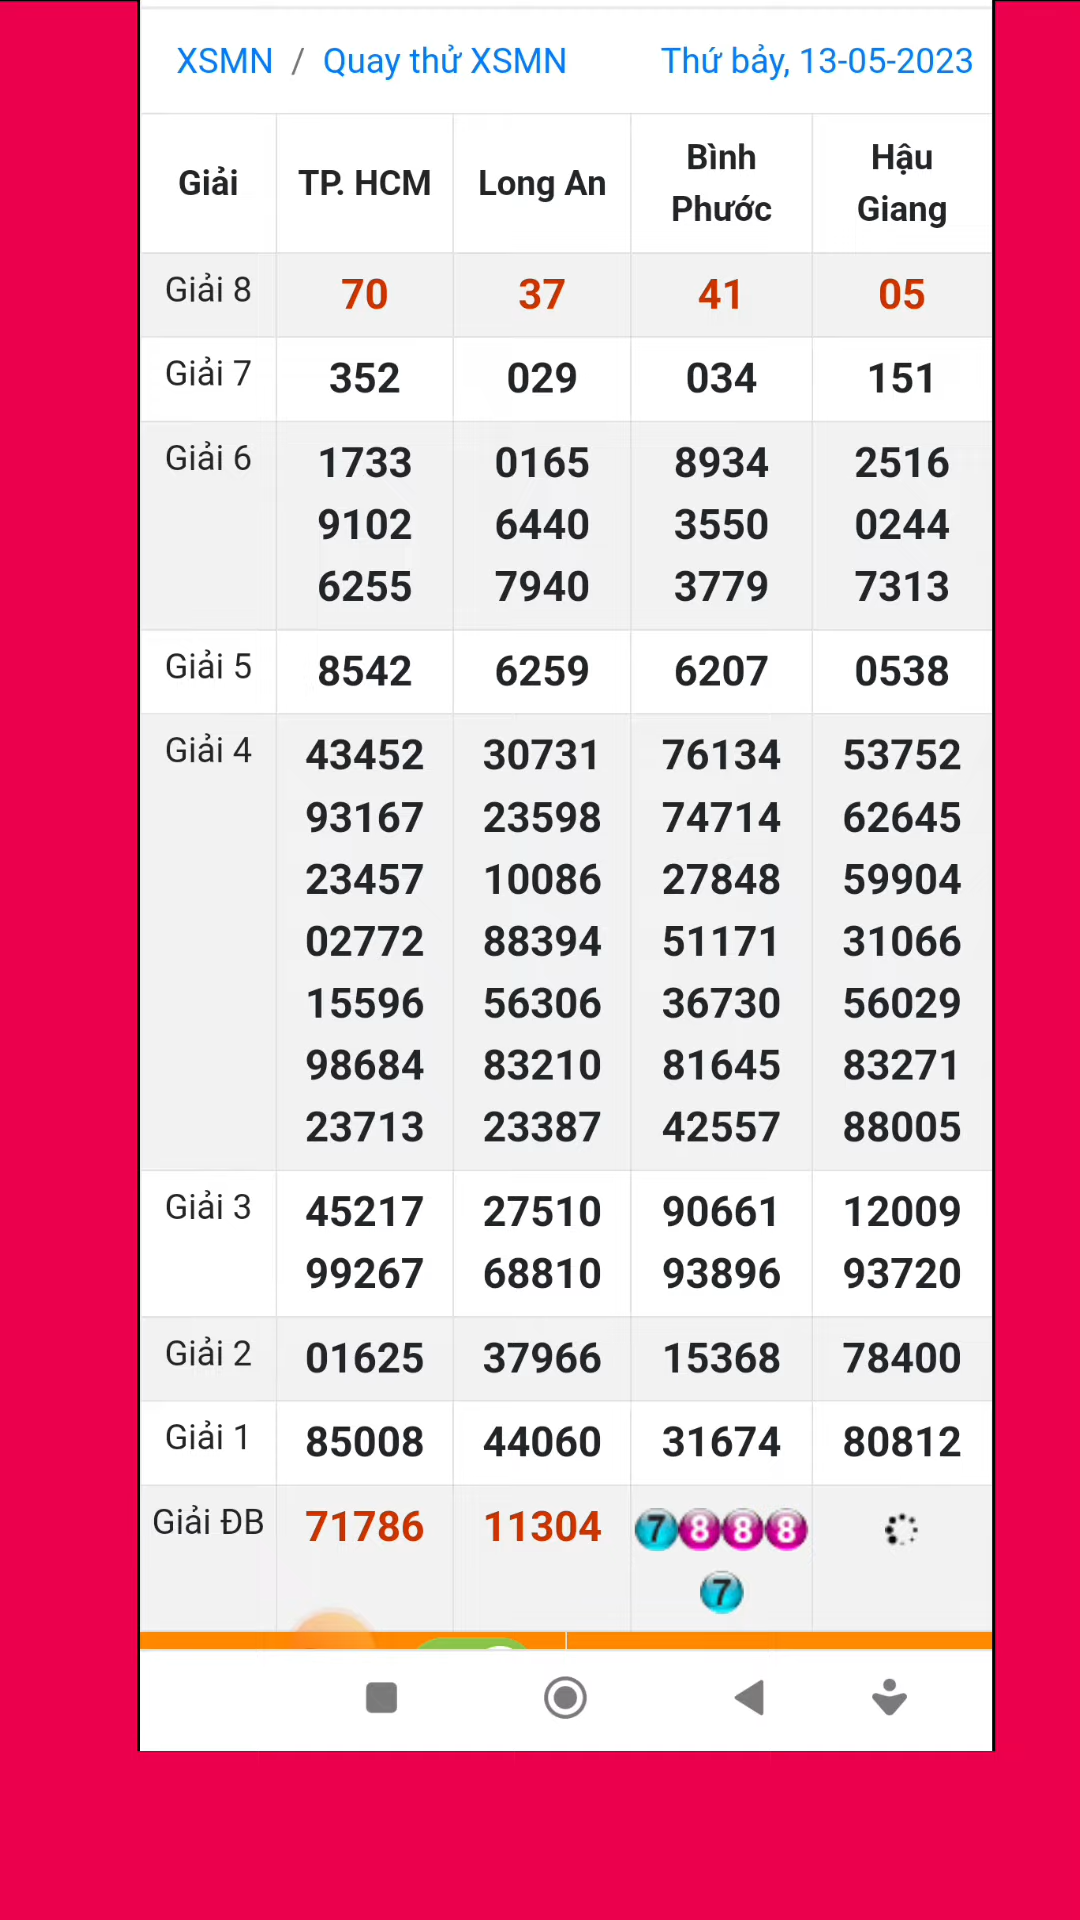 XSMN / Quay thử XSMN Thứ bảy, 13-05-2023
Giải TP. HCM Long An Bình Phước Hậu Giang
Giải 8 70 37 41 05
Giải 7 352 029 034 151
Giải 6 1733 0165 8934 2516
9102 6440 3550 0244
6255 7940 3779 7313
Giải 5 8542 6259 6207 0538
Giải 4 43452 30731 76134 53752
93167 23598 74714 62645
23457 10086 27848 59904
02772 88394 51171 31066
15596 56306 36730 56029
98684 83210 81645 83271
23713 23387 42557 88005
Giải 3 45217 27510 90661 12009
99267 68810 93896 93720
Giải 2 01625 37966 15368 78400
Giải 1 85008 44060 31674 80812
Giải ĐB 71786 11304 7888
7